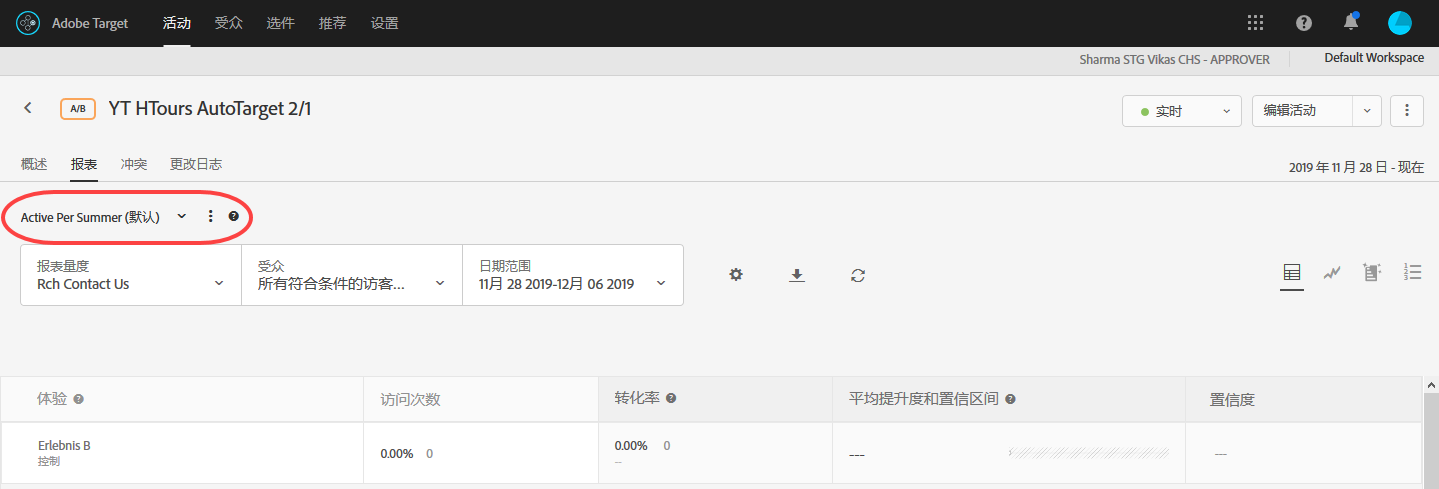 Adobe Target 活动 受众 选件 推荐 设置
Sharma STG Vikas CHS - APPROVER Default Workspace
A/B YT HTours AutoTarget 2/1 实时 编辑活动
概述 报表 冲突 更改日志 2019 年 11 月 28 日 - 现在
Active Per Summer (默认)
报表量度 受众 日期范围
Rch Contact Us 所有符合条件的访客... 11月 28 2019-12月 06 2019
体验 访问次数 转化率 平均提升度和置信区间 置信度
Erlebnis B 0.00% 0 0.00% 0 --- ---
控制 --